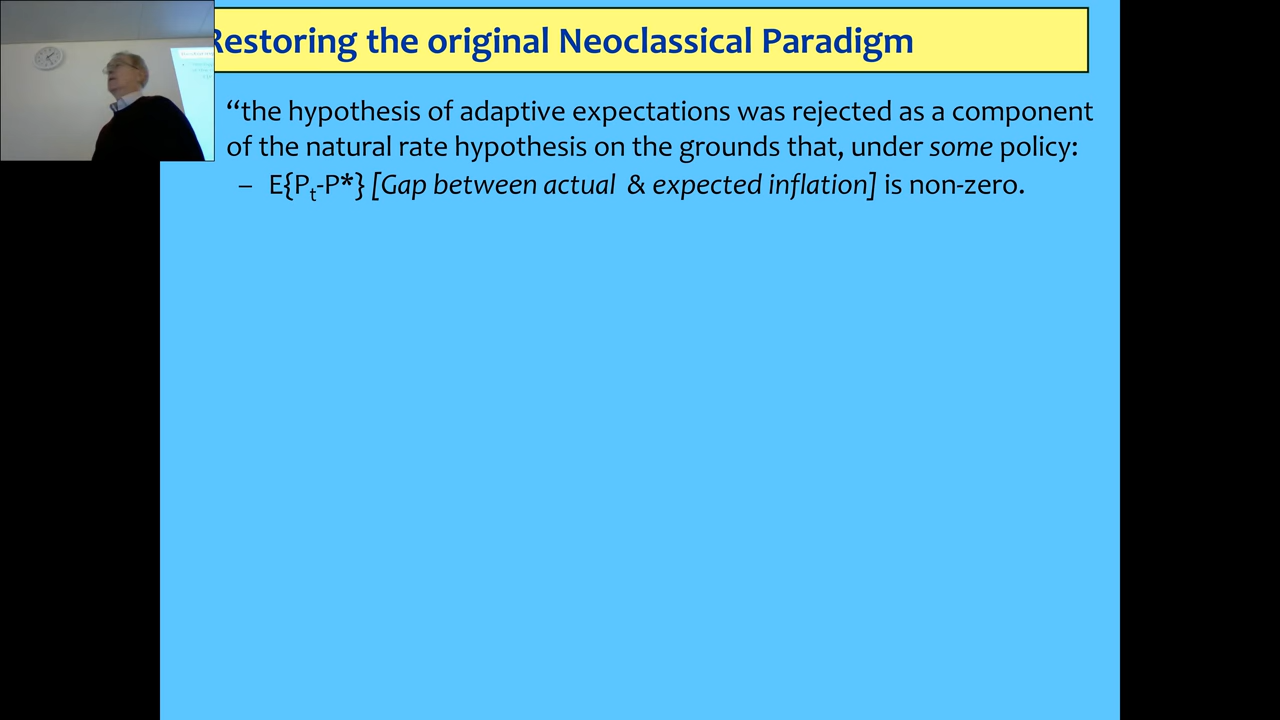 Restoring the original Neoclassical Paradigm
“the hypothesis of adaptive expectations was rejected as a component
of the natural rate hypothesis on the grounds that, under some policy:
– E{Pt-P*} [Gap between actual & expected inflation] is non-zero.